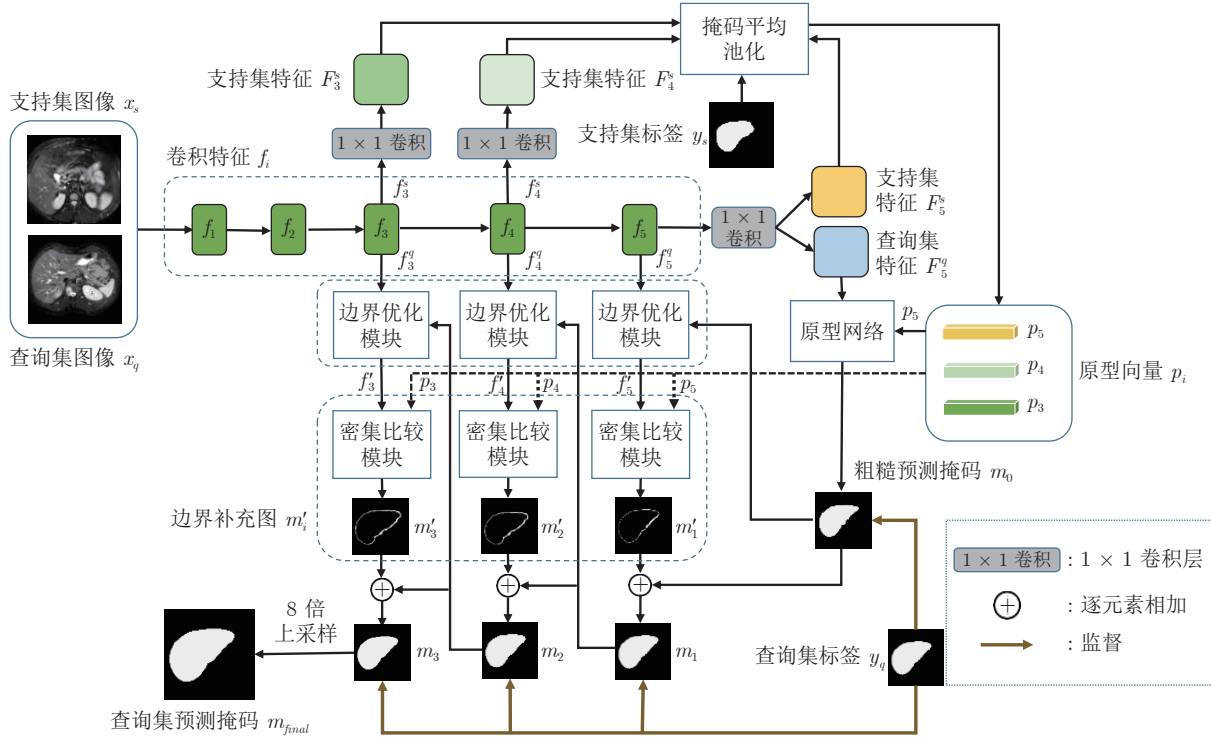 掩码平均
池化
支持集特征 F₃ˢ
支持集特征 F₄ˢ
支持集图像 xₛ
1 × 1 卷积
1 × 1 卷积
支持集标签 yₛ
卷积特征 fᵢ
f₃ˢ
f₄ˢ
支持集
特征 F₅ˢ
f₁
f₂
f₃
f₄
f₅
1 × 1
卷积
查询集
特征 F₅^q
f₃^q
f₄^q
f₅^q
边界优化
模块
边界优化
模块
边界优化
模块
原型网络
p₅
p₅
p₄
p₃
原型向量 pᵢ
查询集图像 x_q
f′₃
p₃
f′₄
p₄
f′₅
p₅
密集比较
模块
密集比较
模块
密集比较
模块
粗糙预测掩码 m₀
边界补充图 m′ᵢ
m′₃
m′₂
m′₁
1 × 1 卷积
: 1 × 1 卷积层
+
+
+
+
: 逐元素相加
8 倍
上采样
m₃
m₂
m₁
查询集标签 y_q
: 监督
查询集预测掩码 m_final